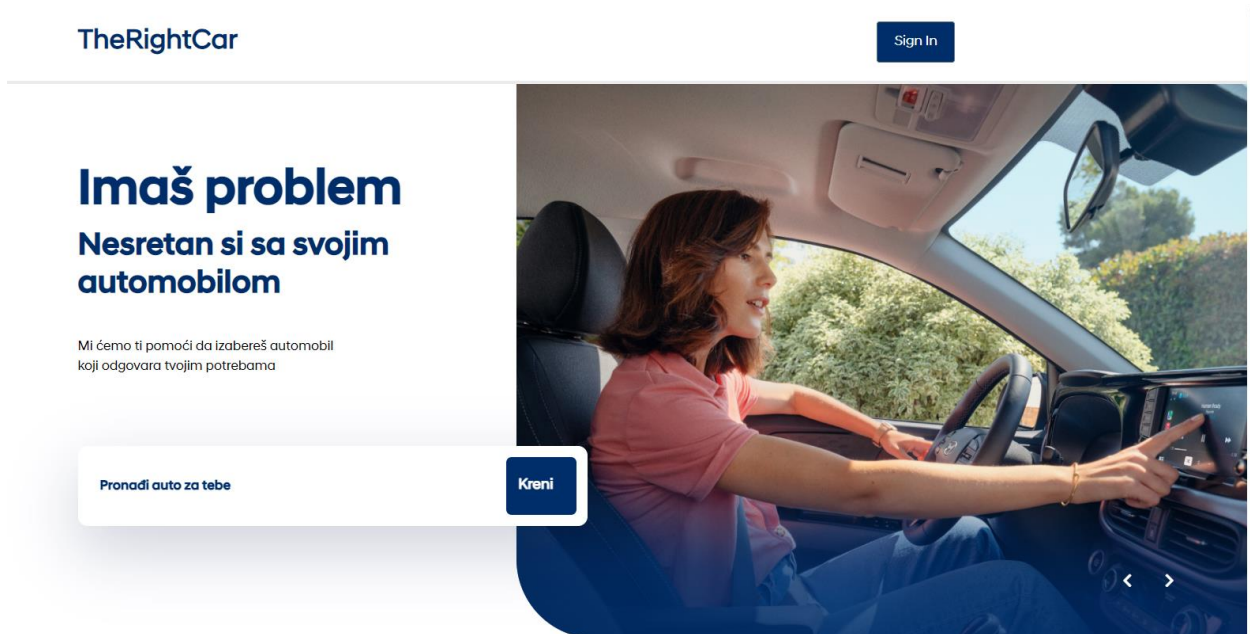 TheRightCar
Sign In
Imaš problem
Nesretan si sa svojim
automobilom
Mi ćemo ti pomoći da izabereš automobil
koji odgovara tvojim potrebama
Pronađi auto za tebe
Kreni